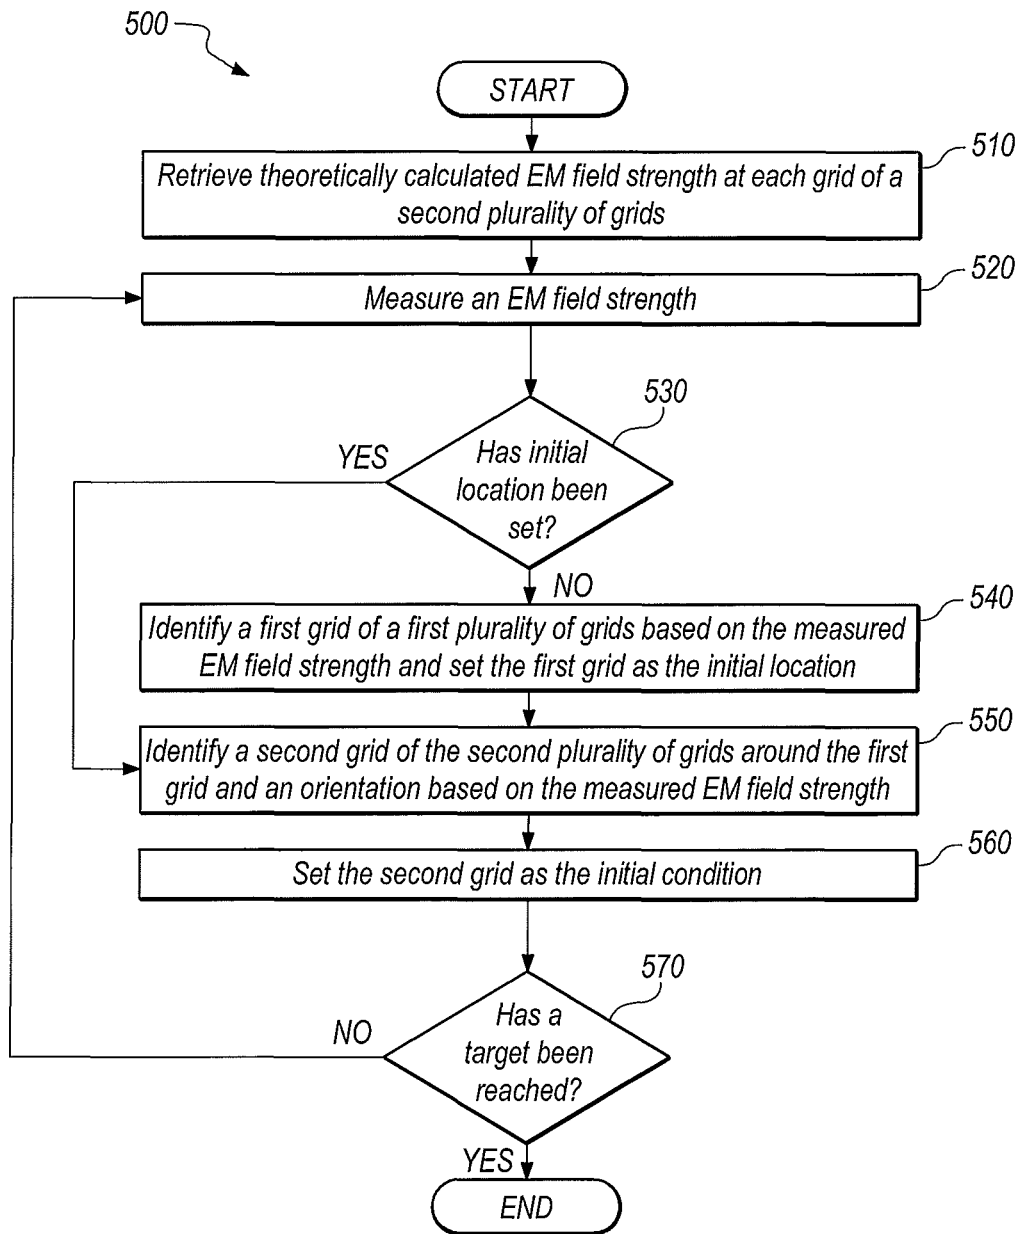 500
START
510
Retrieve theoretically calculated EM field strength at each grid of a
second plurality of grids
520
Measure an EM field strength
530
YES
Has initial
location been
set?
NO
540
Identify a first grid of a first plurality of grids based on the measured
EM field strength and set the first grid as the initial location
550
Identify a second grid of the second plurality of grids around the first
grid and an orientation based on the measured EM field strength
560
Set the second grid as the initial condition
570
NO
Has a
target been
reached?
YES
END